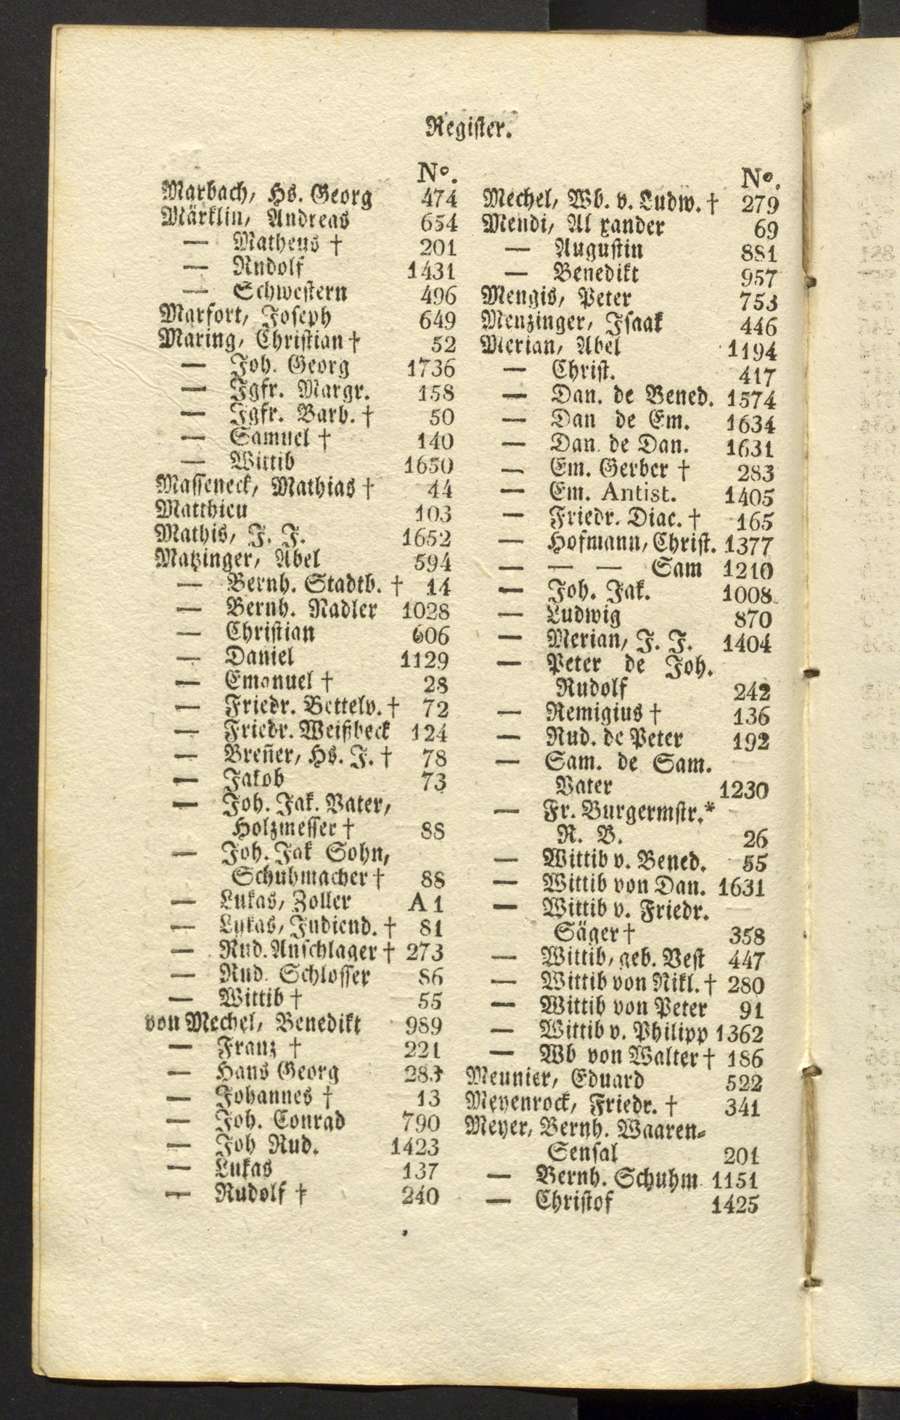 Register.
Nº.
Marbach, Hs. Georg 474
Märklin, Andreas 654
— Matheus † 201
— Rudolf 1431
— Schwestern 496
Marfort, Joseph 649
Maring, Christian † 52
— Joh. Georg 1736
— Jgfr. Margr. 158
— Jgfr. Barb. † 50
— Samuel † 140
— Wittib 1650
Masseneck, Mathias † 44
Matthieu 103
Mathis, J. J. 1652
Matzinger, Abel 594
— Bernh. Stadtb. † 14
— Bernh. Nadler 1028
— Christian 606
— Daniel 1129
— Emanuel † 28
— Friedr. Bettelv. † 72
— Friedr. Weißbeck 124
— Breñer, Hs. J. † 78
— Jakob 73
— Joh. Jak. Vater,
Holzmesser † 88
— Joh. Jak Sohn,
Schuhmacher † 88
— Lukas, Zoller A 1
— Lukas, Indiend. † 81
— Rud. Anschlager † 273
— Rud. Schlosser 86
— Wittib † 55
von Mechel, Benedikt 989
— Franz † 221
— Hans Georg 283
— Johannes † 13
— Joh. Conrad 790
— Joh Rud. 1423
— Lukas 137
— Rudolf † 240
Nº.
Mechel, Wb. v. Ludw. † 279
Mendi, Al xander 69
— Augustin 881
— Benedikt 957
Mengis, Peter 753
Menzinger, Isaak 446
Merian, Abel 1194
— Christ. 417
— Dan. de Bened. 1574
— Dan de Em. 1634
— Dan. de Dan. 1631
— Em. Gerber † 283
— Em. Antist. 1405
— Friedr. Diac. † 165
— Hofmann, Christ. 1377
— — — Sam 1210
— Joh. Jak. 1008
— Ludwig 870
— Merian, J. J. 1404
— Peter de Joh.
Rudolf 242
— Remigius † 136
— Rud. de Peter 192
— Sam. de Sam.
Vater 1230
— Fr. Burgermstr.*
R. B. 26
— Wittib v. Bened. 55
— Wittib von Dan. 1631
— Wittib v. Friedr.
Säger † 358
— Wittib, geb. Vest 447
— Wittib von Nikl. † 280
— Wittib von Peter 91
— Wittib v. Philipp 1362
— Wb von Walter † 186
Meunier, Eduard 522
Meyenrock, Friedr. † 341
Meyer, Bernh. Waaren-
Sensal 201
— Bernh. Schuhm 1151
— Christof 1425